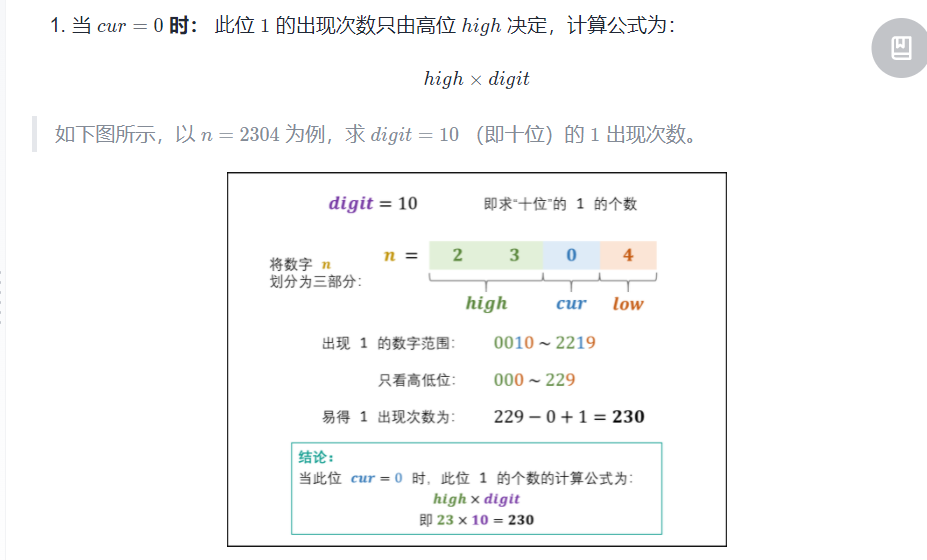 1. 当 cur = 0 时： 此位 1 的出现次数只由高位 high 决定，计算公式为：
high × digit
如下图所示，以 n = 2304 为例，求 digit = 10 （即十位）的 1 出现次数。
digit = 10 即求“十位”的 1 的个数
将数字 n
划分为三部分：
n = 2 3 0 4
high cur low
出现 1 的数字范围： 0010 ~ 2219
只看高低位： 000 ~ 229
易得 1 出现次数为： 229 − 0 + 1 = 230
结论：
当此位 cur = 0 时，此位 1 的个数的计算公式为：
high × digit
即 23 × 10 = 230